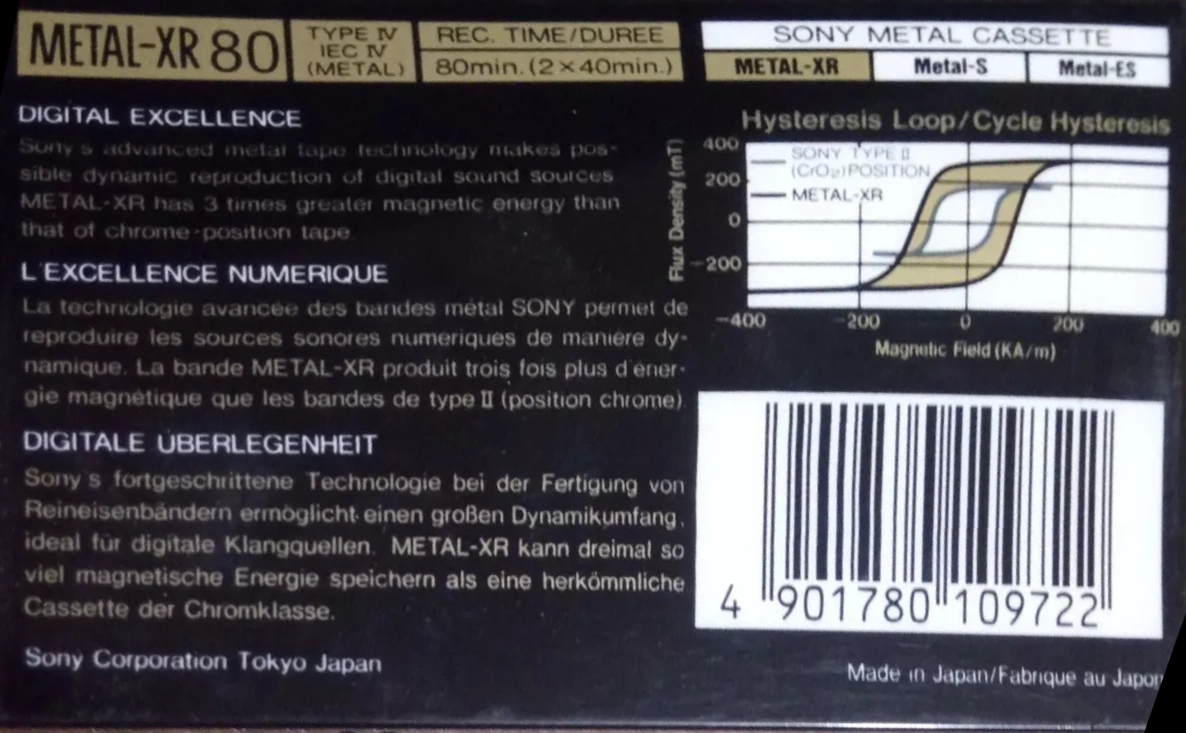 METAL-XR 80
TYPE IV
IEC IV
(METAL)
REC. TIME/DUREE
80min. (2×40min.)
SONY METAL CASSETTE
METAL-XR
Metal-S
Metal-ES
DIGITAL EXCELLENCE
Sony's advanced metal tape technology makes pos-
sible dynamic reproduction of digital sound sources
METAL-XR has 3 times greater magnetic energy than
that of chrome-position tape
L'EXCELLENCE NUMERIQUE
La technologie avancée des bandes métal SONY permet de
reproduire les sources sonores numeriques de manière dy-
namique. La bande METAL-XR produit trois fois plus d'éner-
gie magnétique que les bandes de type II (position chrome)
DIGITALE ÜBERLEGENHEIT
Sony's fortgeschrittene Technologie bei der Fertigung von
Reineisenbändern ermöglicht einen großen Dynamikumfang,
ideal für digitale Klangquellen. METAL-XR kann dreimal so
viel magnetische Energie speichern als eine herkömmliche
Cassette der Chromklasse.
Sony Corporation Tokyo Japan
Hysteresis Loop/Cycle Hysteresis
Flux Density (mT)
400
200
0
-200
SONY TYPE II
(CrO₂) POSITION
METAL-XR
-400
-200
0
200
400
Magnetic Field (KA/m)
4 901780 109722
Made in Japan/Fabrique au Japon